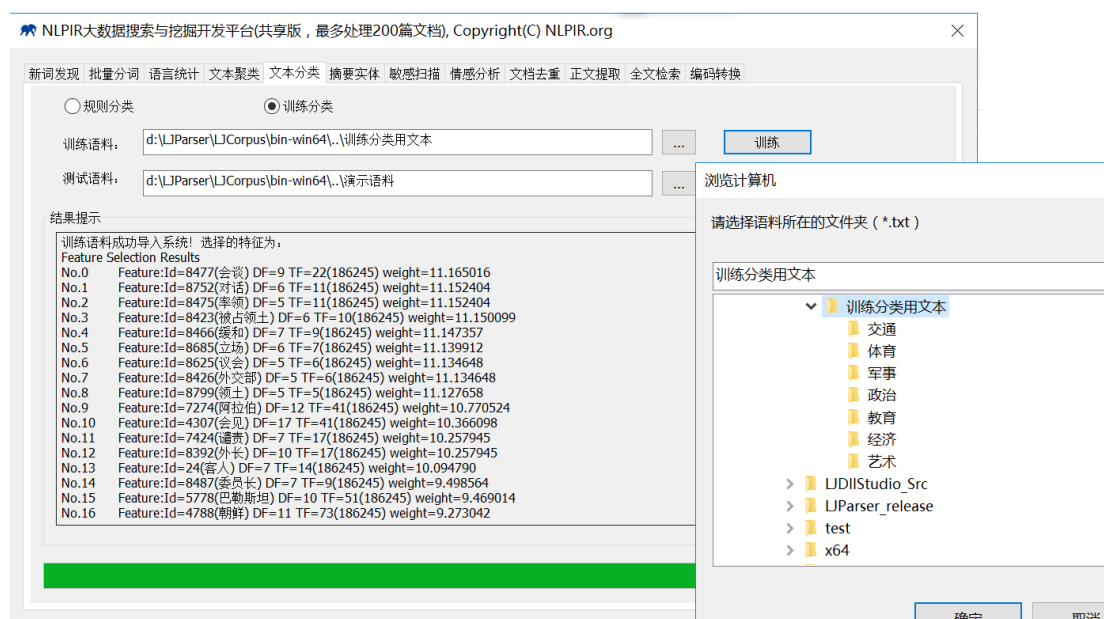 NLPIR大数据搜索与挖掘开发平台(共享版，最多处理200篇文档), Copyright(C) NLPIR.org
新词发现 批量分词 语言统计 文本聚类 文本分类 摘要实体 敏感扫描 情感分析 文档去重 正文提取 全文检索 编码转换
规则分类 训练分类
训练语料： d:\LJParser\LJCorpus\bin-win64\..\训练分类用文本 ... 训练
测试语料： d:\LJParser\LJCorpus\bin-win64\..\演示语料 ...
结果提示
训练语料成功导入系统！选择的特征为：
Feature Selection Results
No.0 Feature:Id=8477(会谈) DF=9 TF=22(186245) weight=11.165016
No.1 Feature:Id=8752(对话) DF=6 TF=11(186245) weight=11.152404
No.2 Feature:Id=8475(率领) DF=5 TF=11(186245) weight=11.152404
No.3 Feature:Id=8423(被占领土) DF=6 TF=10(186245) weight=11.150099
No.4 Feature:Id=8466(缓和) DF=7 TF=9(186245) weight=11.147357
No.5 Feature:Id=8685(立场) DF=6 TF=7(186245) weight=11.139912
No.6 Feature:Id=8625(议会) DF=5 TF=6(186245) weight=11.134648
No.7 Feature:Id=8426(外交部) DF=5 TF=6(186245) weight=11.134648
No.8 Feature:Id=8799(领土) DF=5 TF=5(186245) weight=11.127658
No.9 Feature:Id=7274(阿拉伯) DF=12 TF=41(186245) weight=10.770524
No.10 Feature:Id=4307(会见) DF=17 TF=41(186245) weight=10.366098
No.11 Feature:Id=7424(谴责) DF=7 TF=17(186245) weight=10.257945
No.12 Feature:Id=8392(外长) DF=10 TF=17(186245) weight=10.257945
No.13 Feature:Id=24(客人) DF=7 TF=14(186245) weight=10.094790
No.14 Feature:Id=8487(委员长) DF=7 TF=9(186245) weight=9.498564
No.15 Feature:Id=5778(巴勒斯坦) DF=10 TF=51(186245) weight=9.469014
No.16 Feature:Id=4788(朝鲜) DF=11 TF=73(186245) weight=9.273042
浏览计算机
请选择语料所在的文件夹（*.txt）
训练分类用文本
训练分类用文本
交通
体育
军事
政治
教育
经济
艺术
LJDllStudio_Src
LJParser_release
test
x64
确定 取消